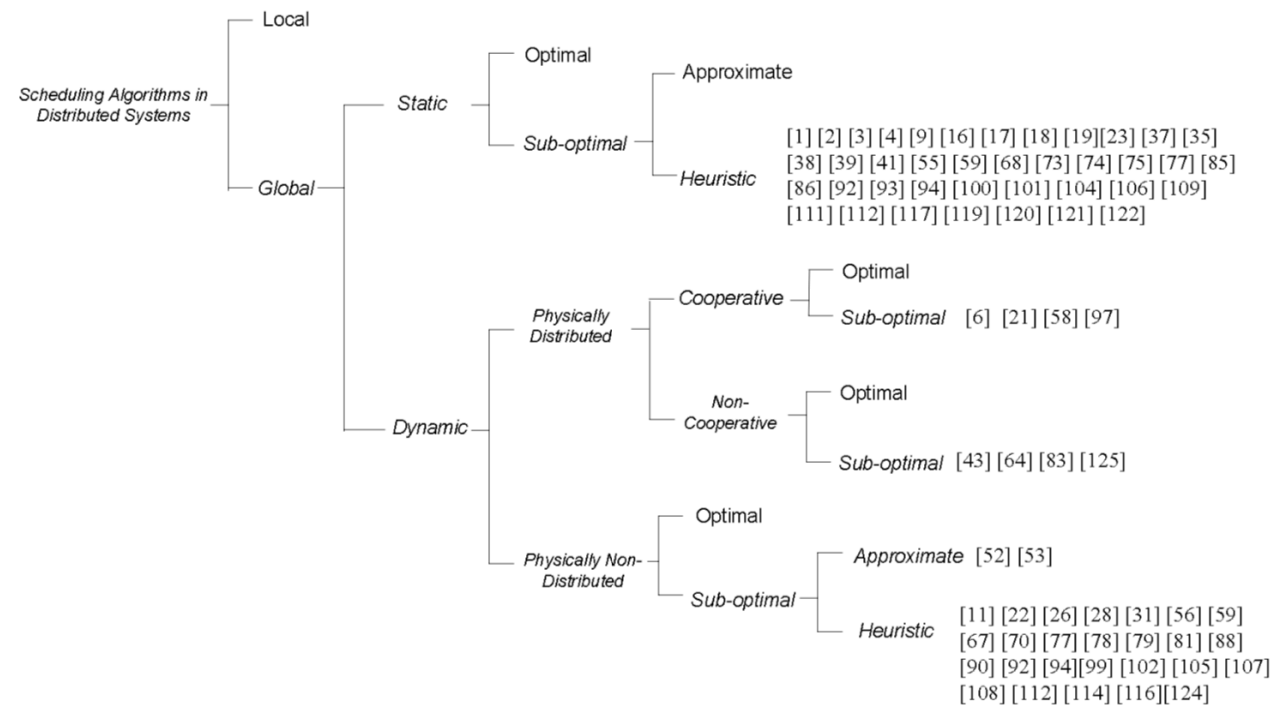 Local
Scheduling Algorithms in
Distributed Systems
Global
Static
Optimal
Sub-optimal
Approximate
Heuristic
[1] [2] [3] [4] [9] [16] [17] [18] [19][23] [37] [35]
[38] [39] [41] [55] [59] [68] [73] [74] [75] [77] [85]
[86] [92] [93] [94] [100] [101] [104] [106] [109]
[111] [112] [117] [119] [120] [121] [122]
Dynamic
Physically
Distributed
Cooperative
Optimal
Sub-optimal [6] [21] [58] [97]
Non-
Cooperative
Optimal
Sub-optimal [43] [64] [83] [125]
Physically Non-
Distributed
Optimal
Sub-optimal
Approximate [52] [53]
Heuristic
[11] [22] [26] [28] [31] [56] [59]
[67] [70] [77] [78] [79] [81] [88]
[90] [92] [94][99] [102] [105] [107]
[108] [112] [114] [116][124]